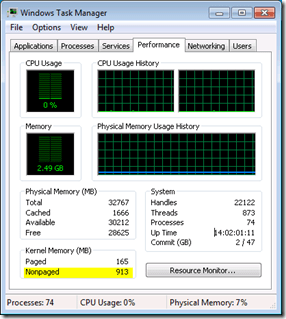 Windows Task Manager
File Options View Help
Applications Processes Services Performance Networking Users
CPU Usage CPU Usage History
0 %
Memory Physical Memory Usage History
2.49 GB
Physical Memory (MB)
Total 32767
Cached 1666
Available 30212
Free 28625
System
Handles 22122
Threads 873
Processes 74
Up Time 14:02:01:11
Commit (GB) 2 / 47
Kernel Memory (MB)
Paged 165
Nonpaged 913
Resource Monitor...
Processes: 74 CPU Usage: 0% Physical Memory: 7%